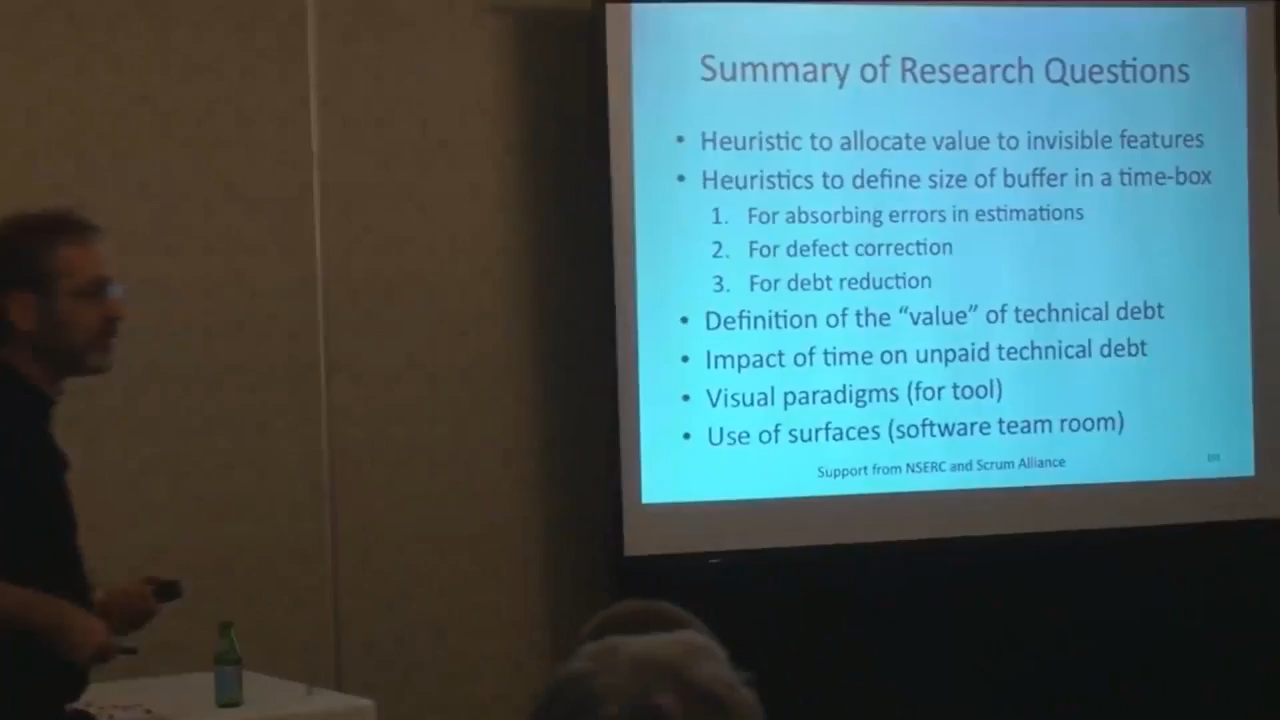 Summary of Research Questions
• Heuristic to allocate value to invisible features
• Heuristics to define size of buffer in a time-box
1. For absorbing errors in estimations
2. For defect correction
3. For debt reduction
• Definition of the “value” of technical debt
• Impact of time on unpaid technical debt
• Visual paradigms (for tool)
• Use of surfaces (software team room)
Support from NSERC and Scrum Alliance